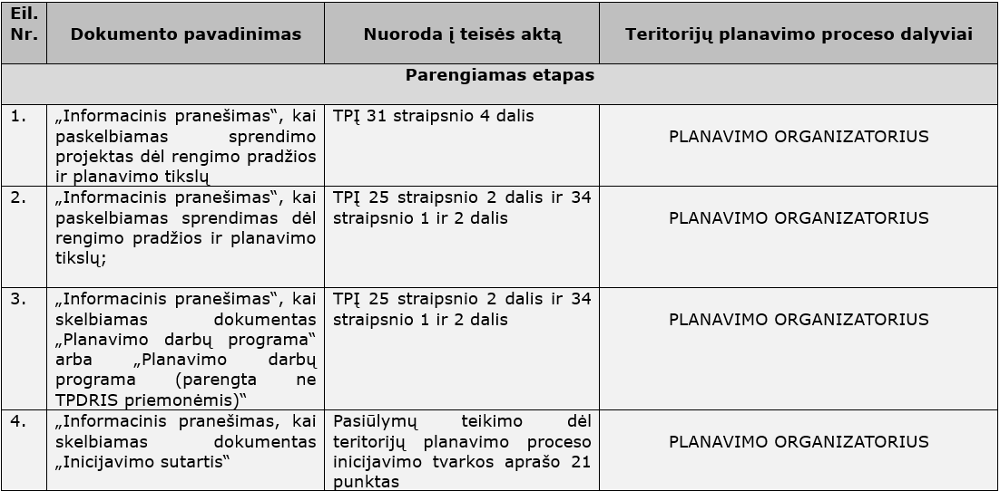 Eil.
Nr.
Dokumento pavadinimas
Nuoroda į teisės aktą
Teritorijų planavimo proceso dalyviai
Parengiamas etapas
1.
„Informacinis pranešimas“, kai
paskelbiamas sprendimo
projektas dėl rengimo pradžios
ir planavimo tikslų
TPĮ 31 straipsnio 4 dalis
PLANAVIMO ORGANIZATORIUS
2.
„Informacinis pranešimas“, kai
paskelbiamas sprendimas dėl
rengimo pradžios ir planavimo
tikslų;
TPĮ 25 straipsnio 2 dalis ir 34
straipsnio 1 ir 2 dalis
PLANAVIMO ORGANIZATORIUS
3.
„Informacinis pranešimas“, kai
skelbiamas dokumentas
„Planavimo darbų programa“
arba „Planavimo darbų
programa (parengta ne
TPDRIS priemonėmis)“
TPĮ 25 straipsnio 2 dalis ir 34
straipsnio 1 ir 2 dalis
PLANAVIMO ORGANIZATORIUS
4.
„Informacinis pranešimas, kai
skelbiamas dokumentas
„Inicijavimo sutartis“
Pasiūlymų teikimo dėl
teritorijų planavimo proceso
inicijavimo tvarkos aprašo 21
punktas
PLANAVIMO ORGANIZATORIUS